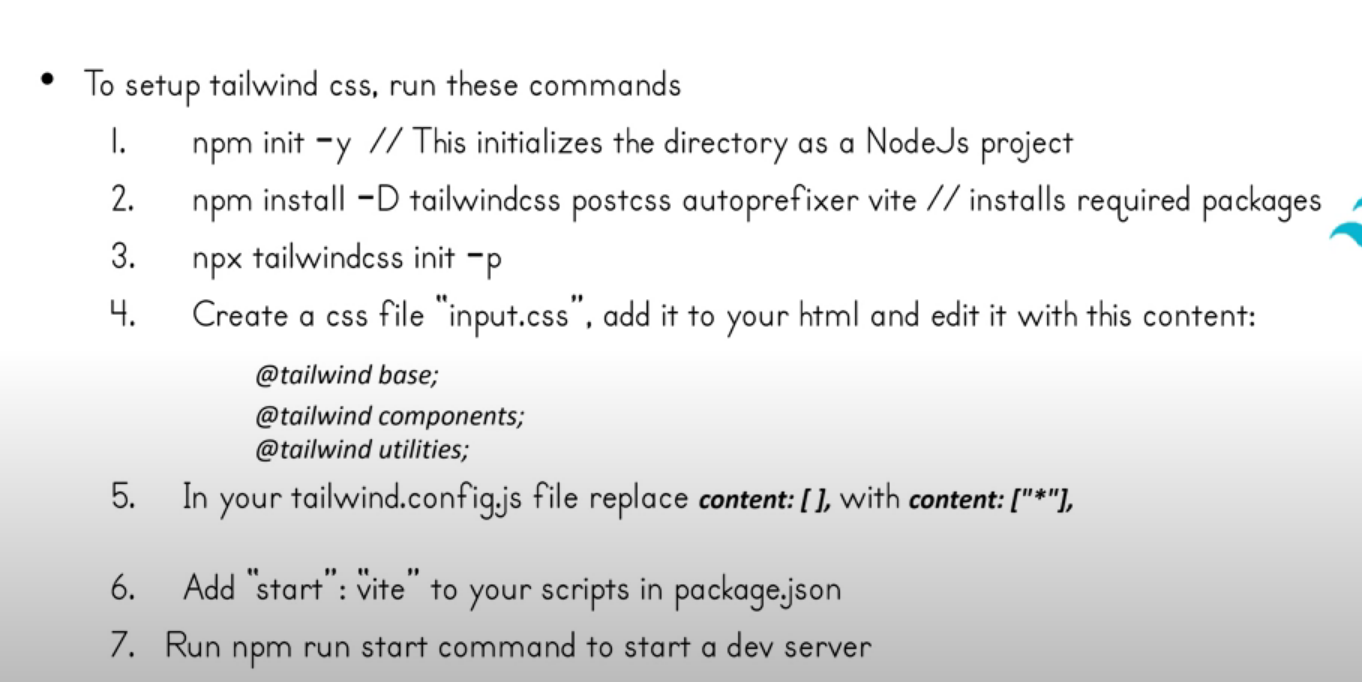 • To setup tailwind css, run these commands
1. npm init -y // This initializes the directory as a NodeJs project
2. npm install -D tailwindcss postcss autoprefixer vite // installs required packages
3. npx tailwindcss init -p
4. Create a css file "input.css", add it to your html and edit it with this content:
@tailwind base;
@tailwind components;
@tailwind utilities;
5. In your tailwind.config.js file replace content: [ ], with content: ["*"],
6. Add "start": "vite" to your scripts in package.json
7. Run npm run start command to start a dev server